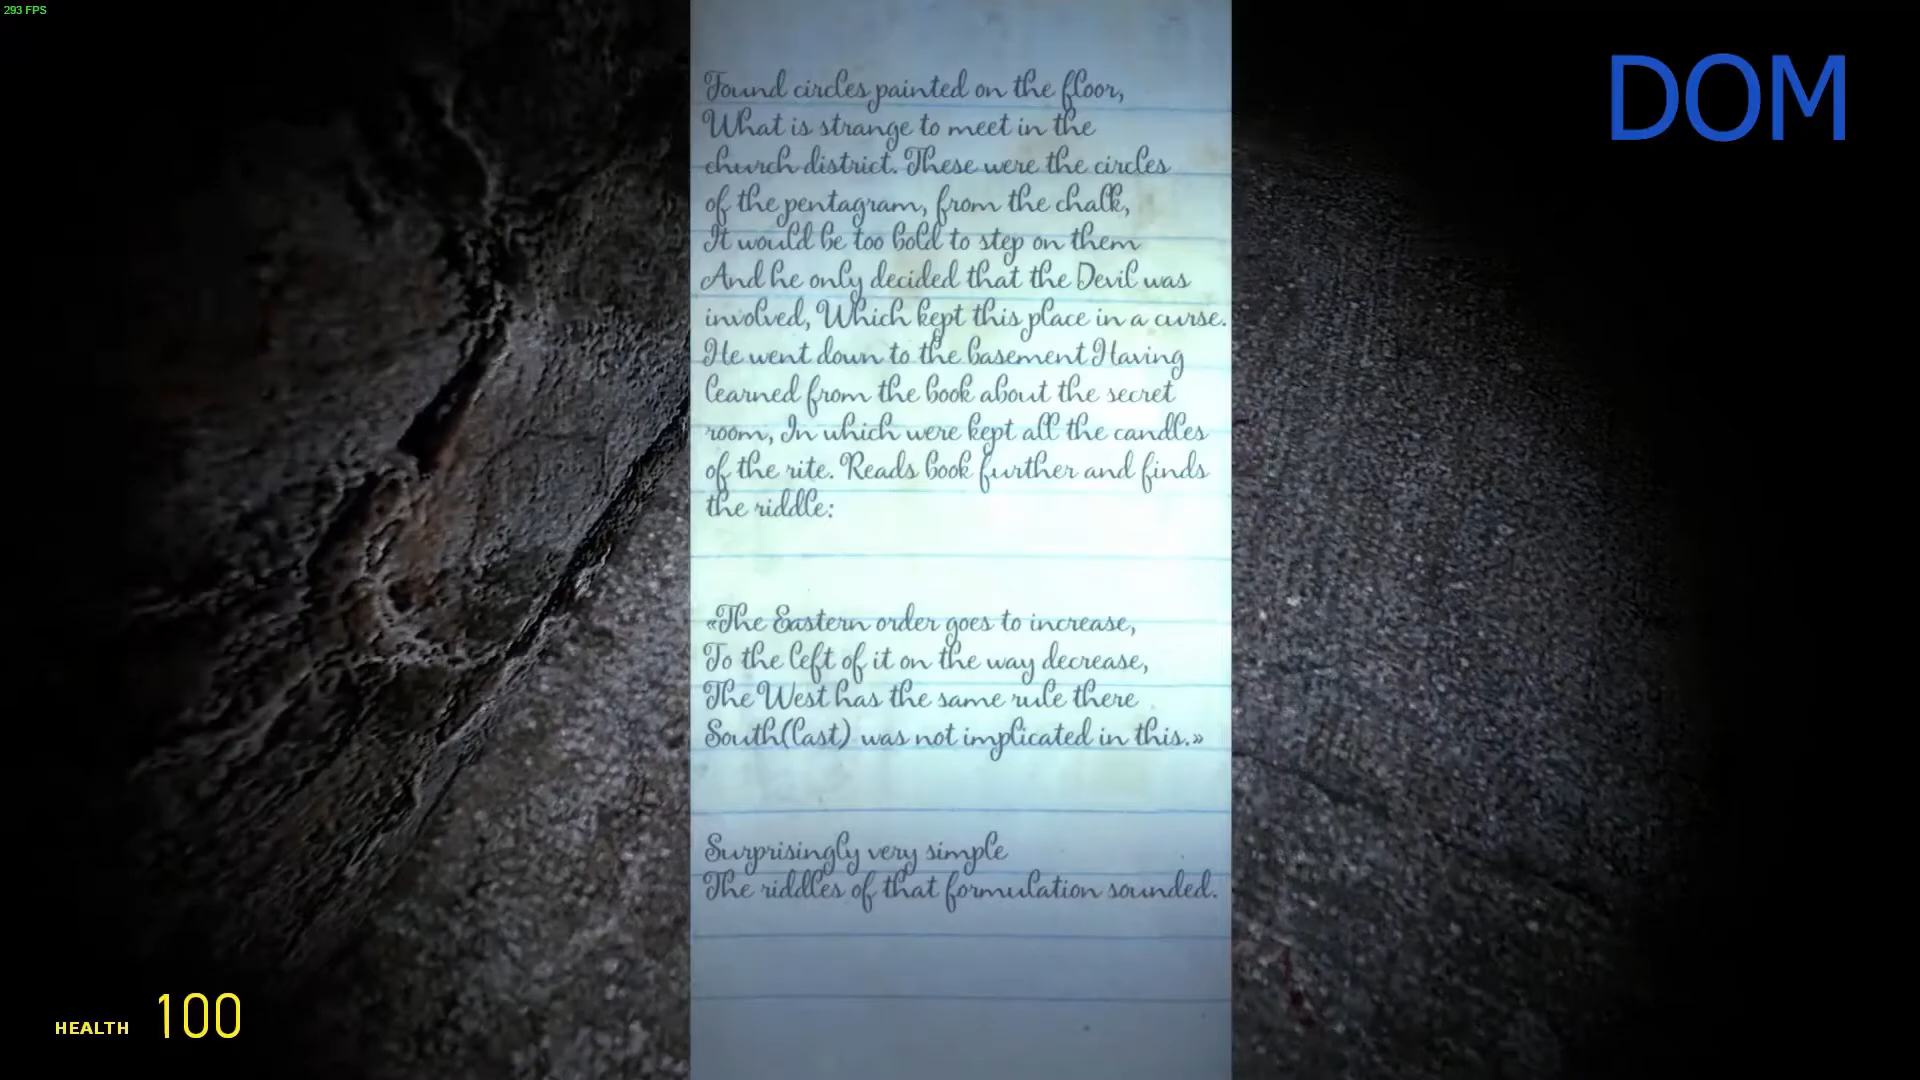 293 FPS
DOM
Found circles painted on the floor,
What is strange to meet in the
church district. These were the circles
of the pentagram, from the chalk,
It would be too bold to step on them
And he only decided that the Devil was
involved, Which kept this place in a curse.
He went down to the basement Having
learned from the book about the secret
room, In which were kept all the candles
of the rite. Reads book further and finds
the riddle:
«The Eastern order goes to increase,
To the left of it on the way decrease,
The West has the same rule there
South(last) was not implicated in this.»
Surprisingly very simple
The riddles of that formulation sounded.
HEALTH 100